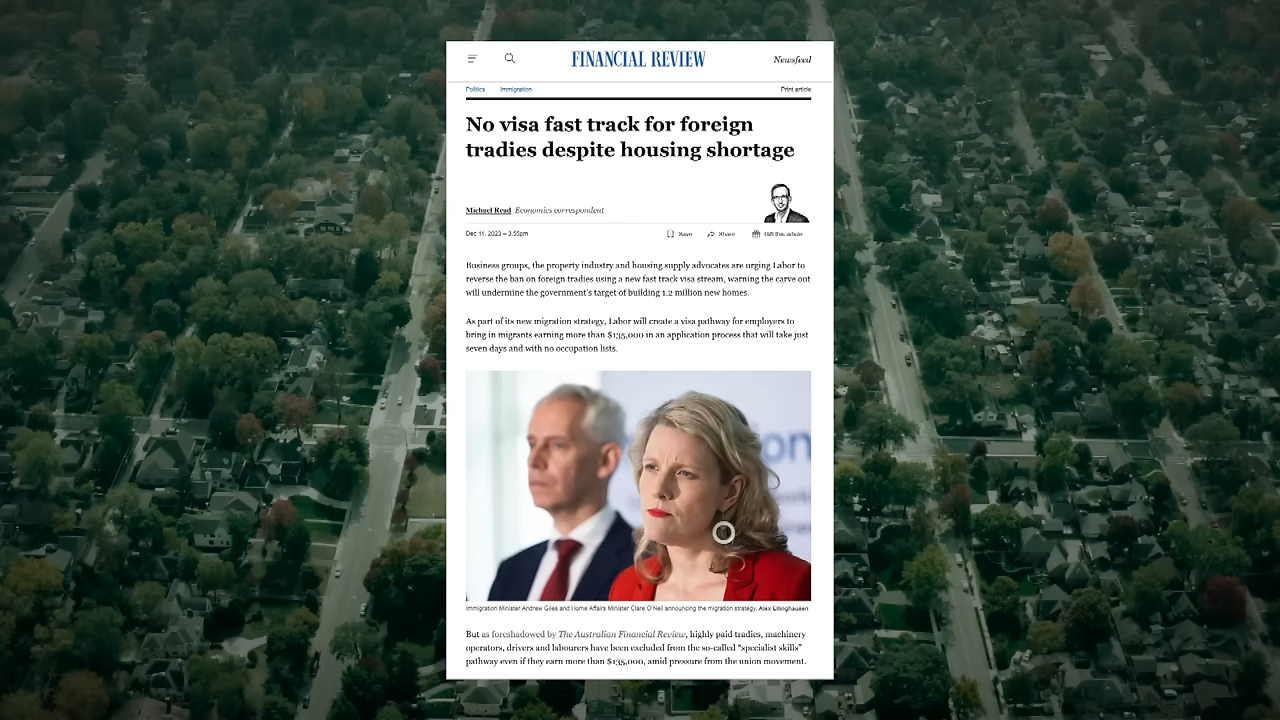 FINANCIAL REVIEW
Newsfeed
Politics
Immigration
Print article
No visa fast track for foreign
tradies despite housing shortage
Michael Read Economics correspondent
Dec 11, 2023 – 3.55pm
Save
Share
Gift this article
Business groups, the property industry and housing supply advocates are urging Labor to
reverse the ban on foreign tradies using a new fast track visa stream, warning the carve out
will undermine the government's target of building 1.2 million new homes.
As part of its new migration strategy, Labor will create a visa pathway for employers to
bring in migrants earning more than $135,000 in an application process that will take just
seven days and with no occupation lists.
Immigration Minister Andrew Giles and Home Affairs Minister Clare O'Neil announcing the migration strategy. Alex Ellinghausen
But as foreshadowed by The Australian Financial Review, highly paid tradies, machinery
operators, drivers and labourers have been excluded from the so-called “specialist skills”
pathway even if they earn more than $135,000, amid pressure from the union movement.